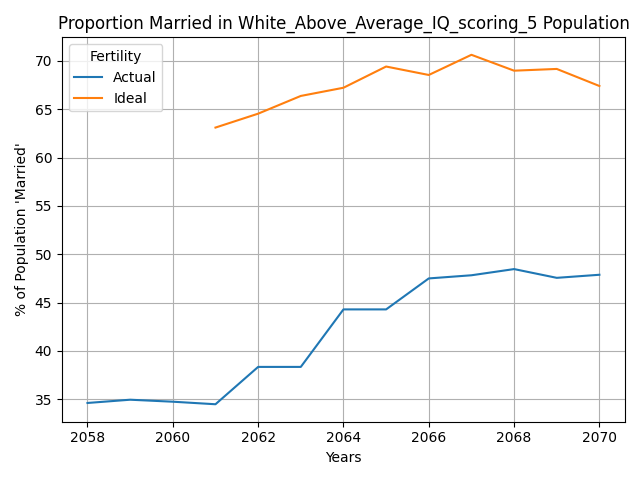 Proportion Married in White_Above_Average_IQ_scoring_5 Population
Fertility
Actual
Ideal
% of Population 'Married'
70
65
60
55
50
45
40
35
2058 2060 2062 2064 2066 2068 2070
Years